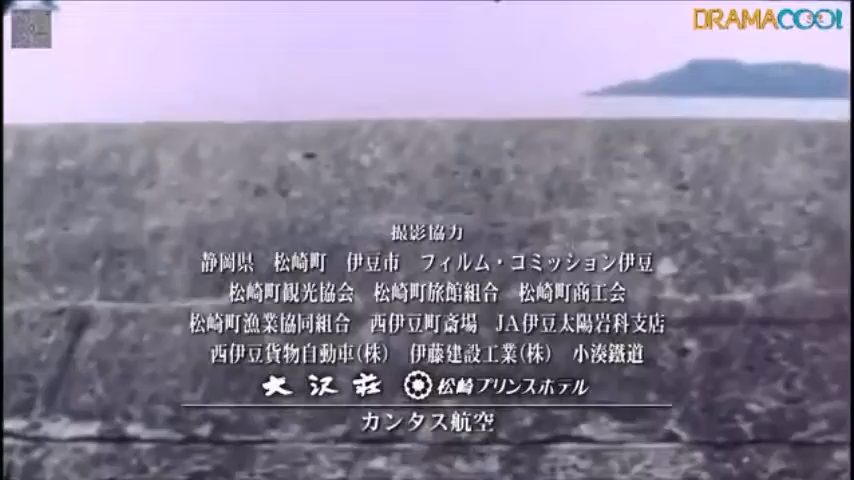 DRAMACOOL
撮影協力
静岡県 松崎町 伊豆市 フィルム・コミッション伊豆
松崎町観光協会 松崎町旅館組合 松崎町商工会
松崎町漁業協同組合 西伊豆町斎場 JA伊豆太陽岩科支店
西伊豆貨物自動車(株) 伊藤建設工業(株) 小湊鐵道
大沢荘 松崎プリンスホテル
カンタス航空